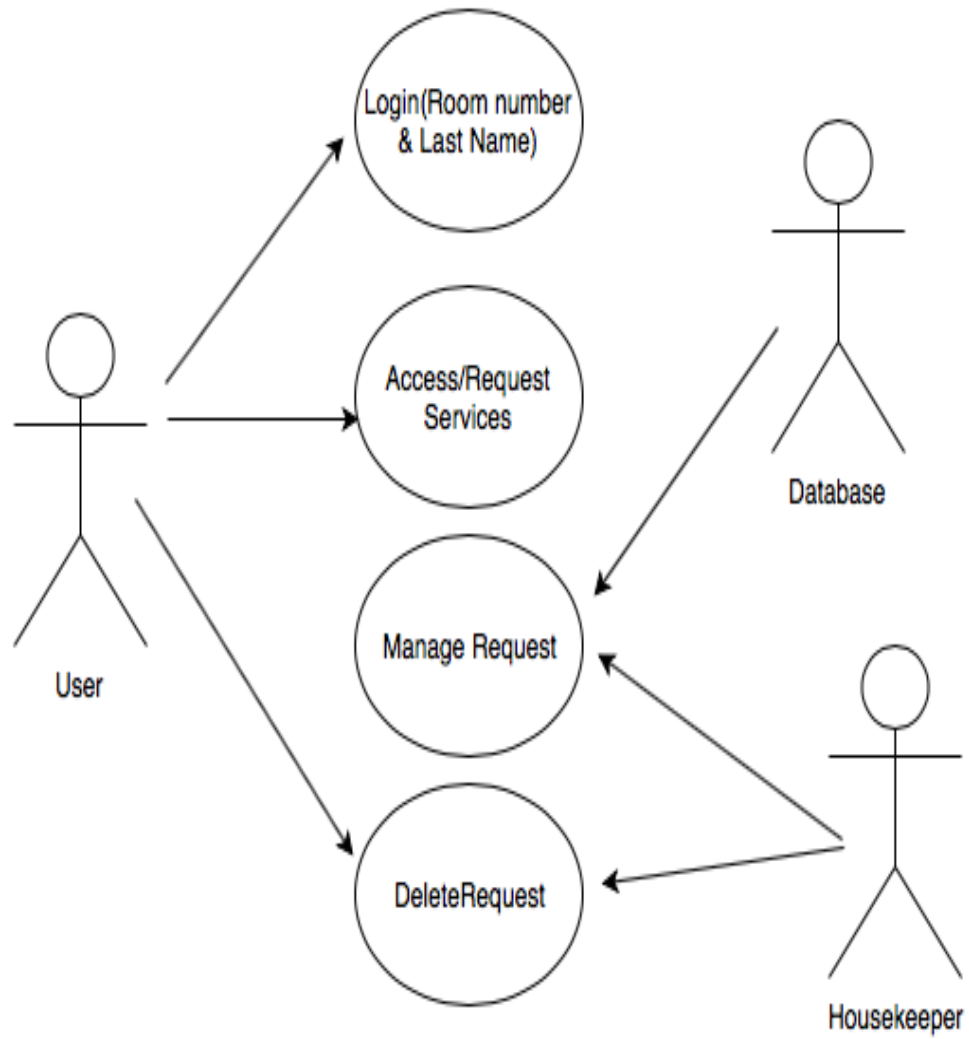 Login(Room number
& Last Name)
Access/Request
Services
Database
Manage Request
User
DeleteRequest
Housekeeper